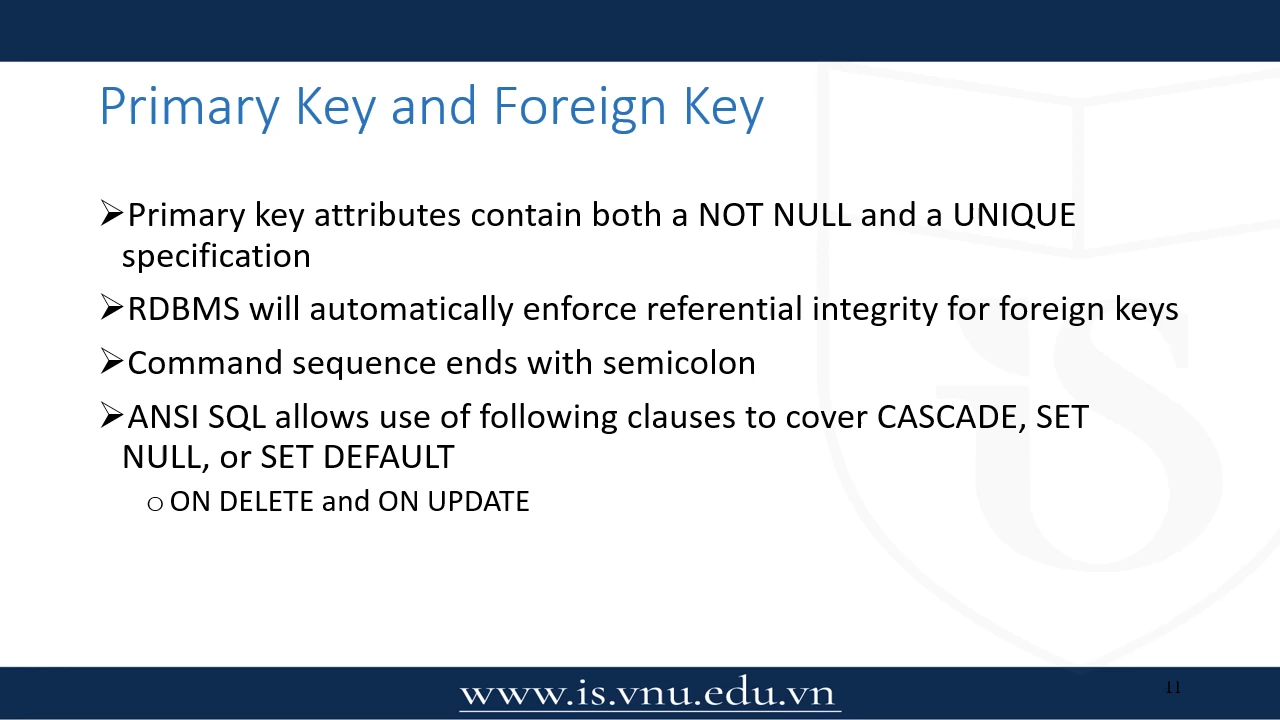 Primary Key and Foreign Key
➢Primary key attributes contain both a NOT NULL and a UNIQUE
specification
➢RDBMS will automatically enforce referential integrity for foreign keys
➢Command sequence ends with semicolon
➢ANSI SQL allows use of following clauses to cover CASCADE, SET
NULL, or SET DEFAULT
o ON DELETE and ON UPDATE
www.is.vnu.edu.vn
11